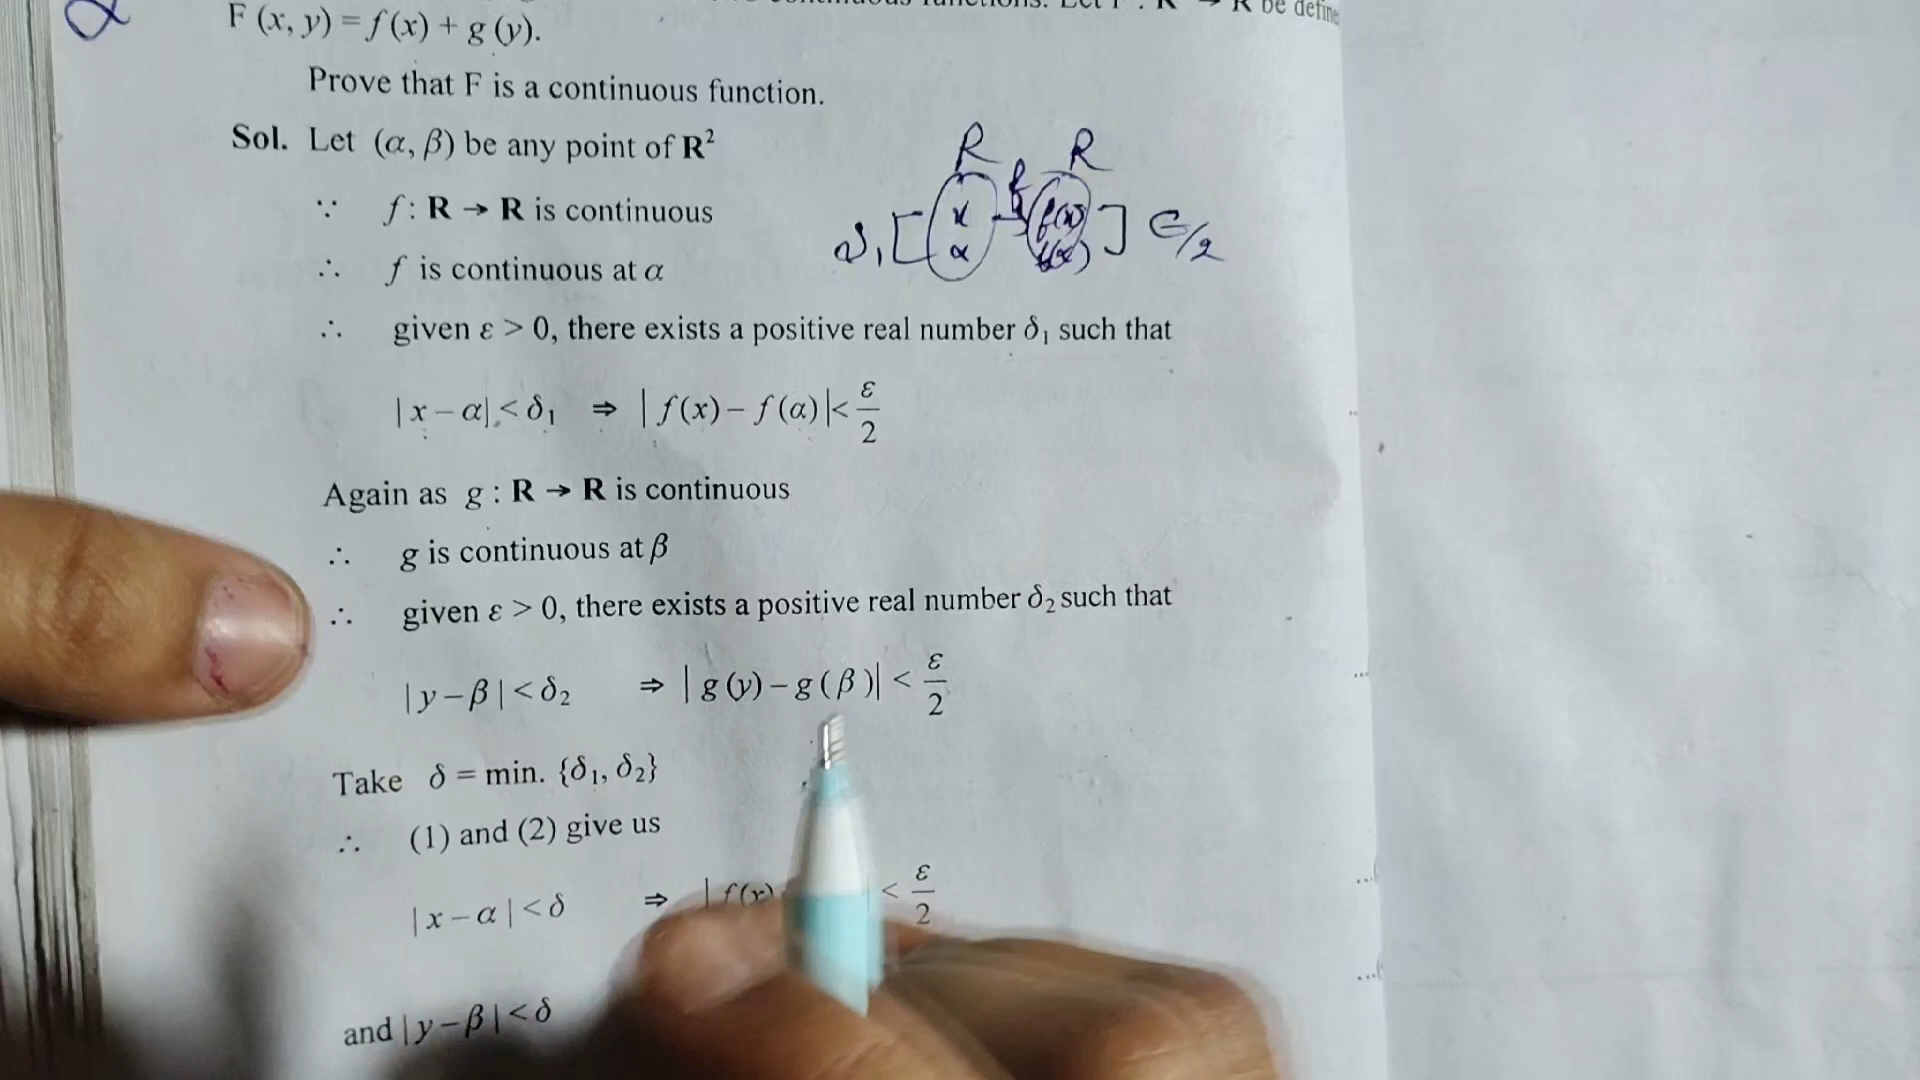 F (x, y) = f (x) + g (y).
Prove that F is a continuous function.
Sol. Let (α, β) be any point of R²
∵ f : R → R is continuous
∴ f is continuous at α
∴ given ε > 0, there exists a positive real number δ₁ such that
| x – α | < δ₁ ⇒ | f (x) – f (α) | < ε/2
Again as g : R → R is continuous
∴ g is continuous at β
∴ given ε > 0, there exists a positive real number δ₂ such that
| y – β | < δ₂ ⇒ | g (y) – g (β) | < ε/2
Take δ = min. {δ₁, δ₂}
∴ (1) and (2) give us
| x – α | < δ ⇒ | f (x) < ε/2
and | y – β | < δ
α
R R
δ₁ [ x f f(x) ] ε/2
α f(α)